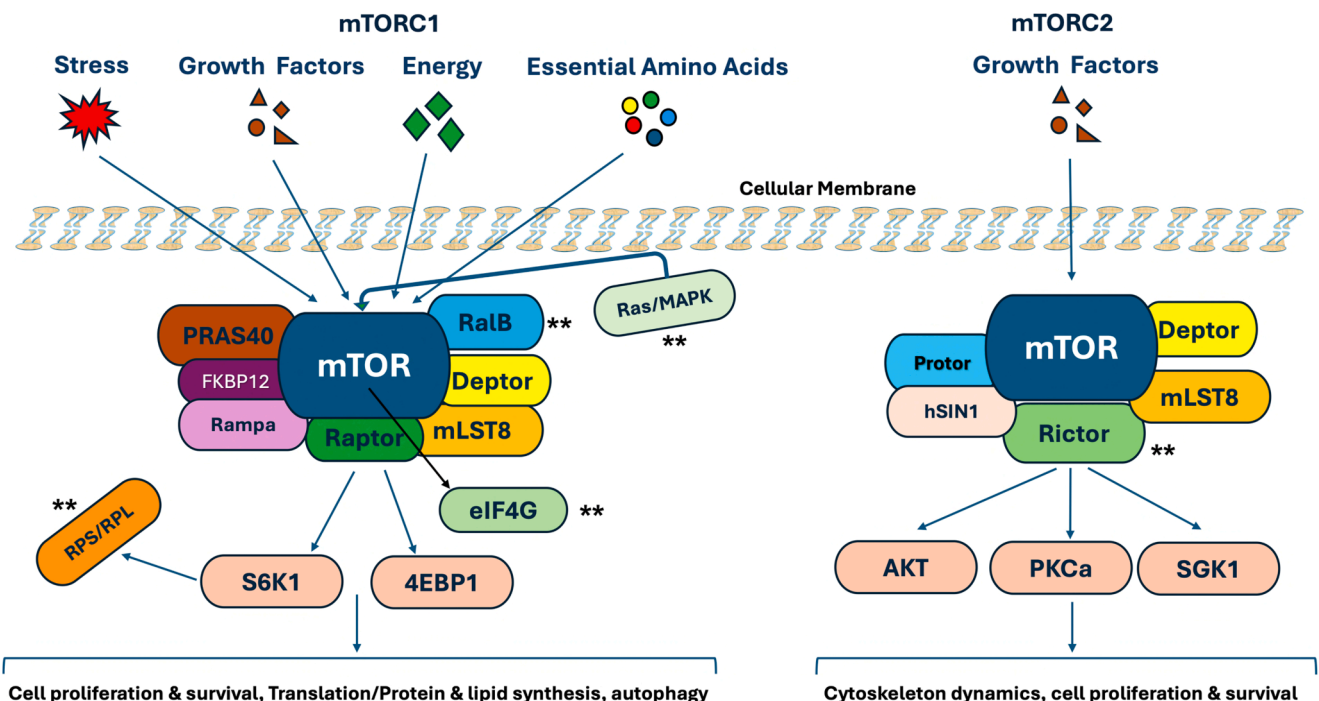 mTORC1
mTORC2
Stress
Growth Factors
Energy
Essential Amino Acids
Growth Factors
Cellular Membrane
Ras/MAPK
**
PRAS40
mTOR
RalB
**
FKBP12
Deptor
Rampa
Raptor
mLST8
eIF4G
**
**
RPS/RPL
S6K1
4EBP1
mTOR
Deptor
Protor
mLST8
hSIN1
Rictor
**
AKT
PKCa
SGK1
Cell proliferation & survival, Translation/Protein & lipid synthesis, autophagy
Cytoskeleton dynamics, cell proliferation & survival